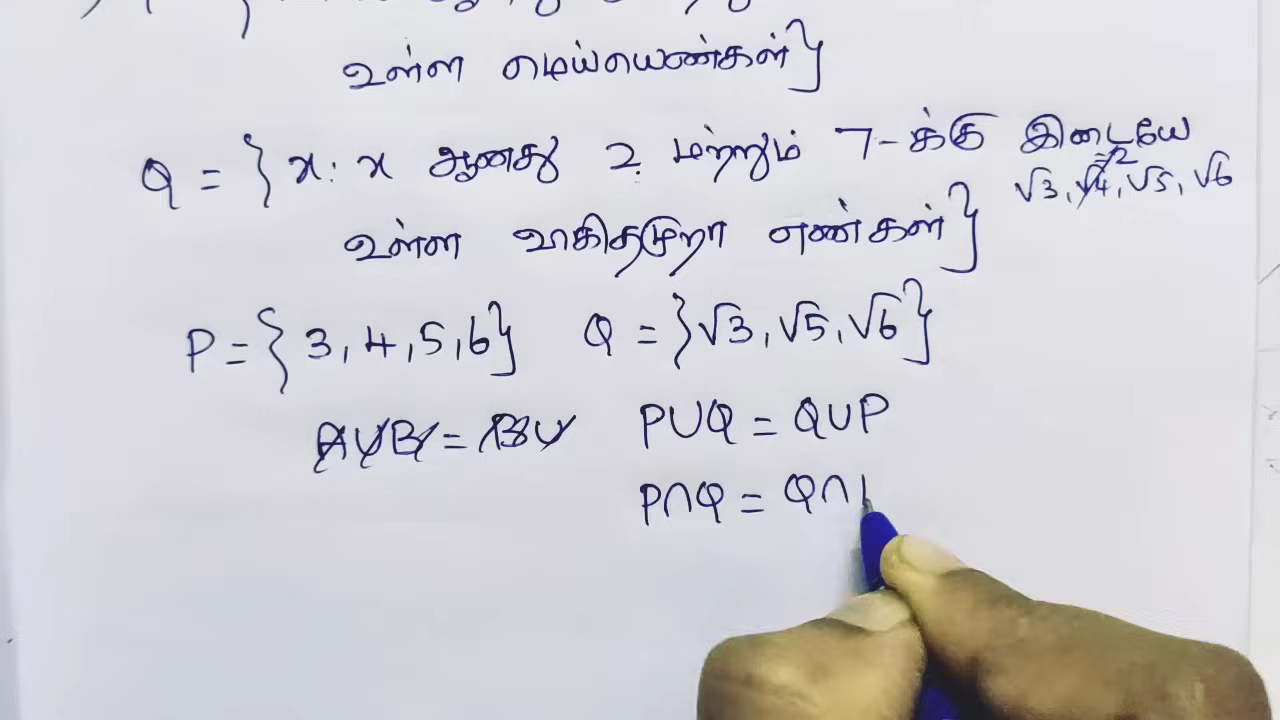 உள்ள மெய்யெண்கள்}
Q = {x: x ஆனது 2 மற்றும் 7-க்கு இடையே
=2
√3, √4, √5, √6
உள்ள விகிதமுறா எண்கள்}
P = {3, 4, 5, 6} Q = {√3, √5, √6}
A∪B = B∪ P∪Q = Q∪P
P∩Q = Q∩